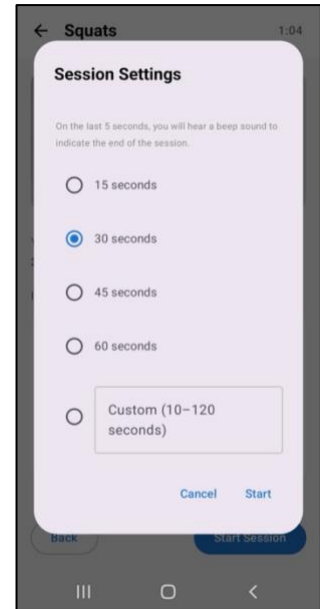 Squats
1:04
Session Settings
On the last 5 seconds, you will hear a beep sound to
indicate the end of the session.
15 seconds
30 seconds
45 seconds
60 seconds
Custom (10–120
seconds)
Cancel Start
Back Start Session